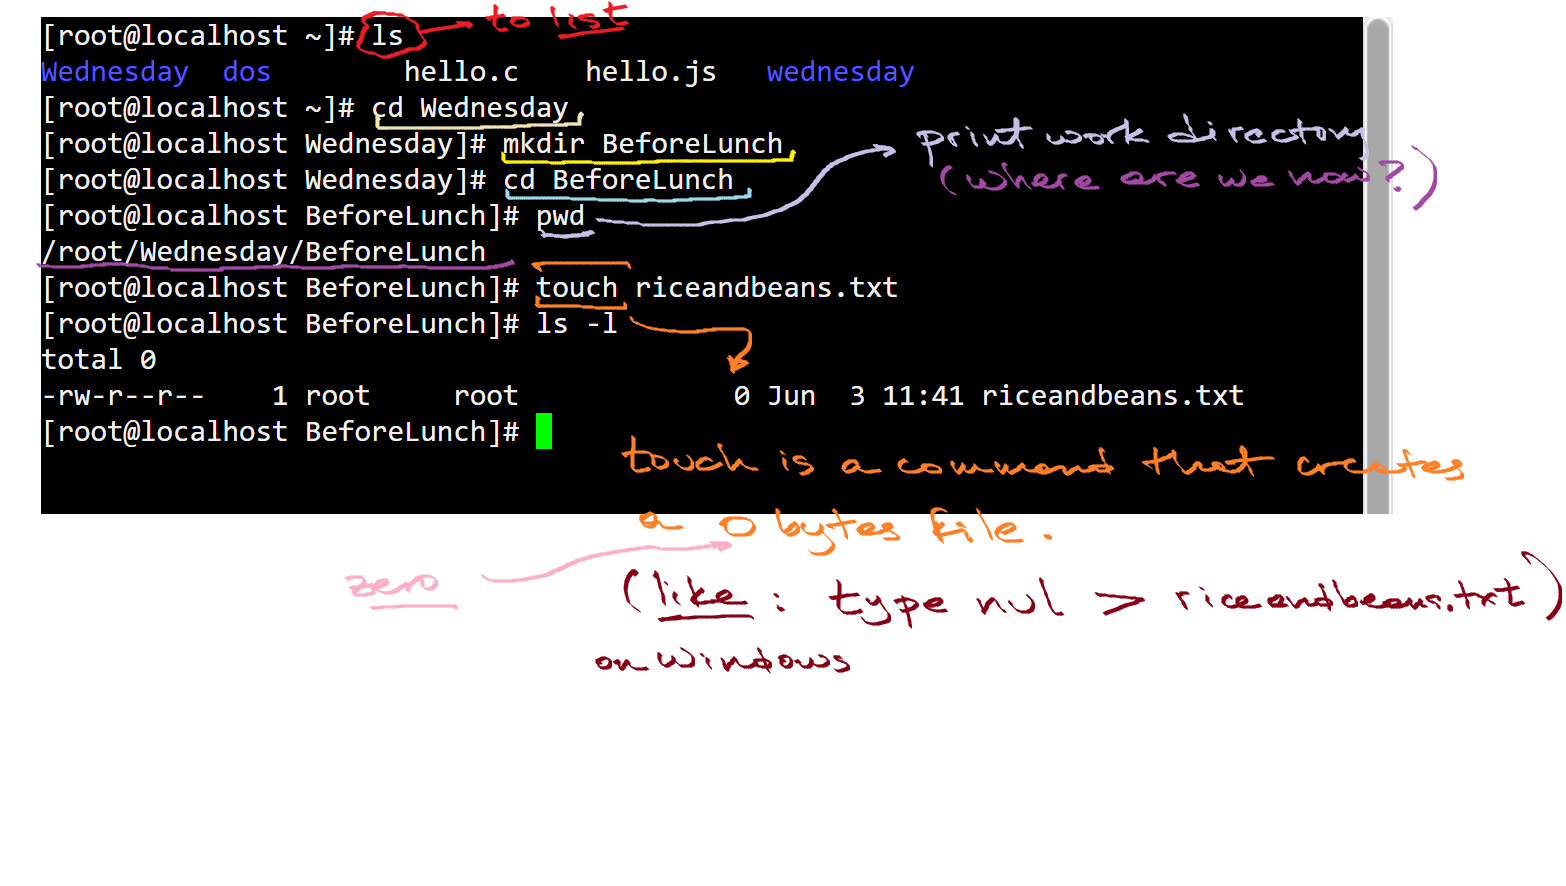 [root@localhost ~]# ls to list
Wednesday dos hello.c hello.js wednesday
[root@localhost ~]# cd Wednesday
[root@localhost Wednesday]# mkdir BeforeLunch
print work directory
[root@localhost Wednesday]# cd BeforeLunch
(where are we now?)
[root@localhost BeforeLunch]# pwd
/root/Wednesday/BeforeLunch
[root@localhost BeforeLunch]# touch riceandbeans.txt
[root@localhost BeforeLunch]# ls -l
total 0
-rw-r--r-- 1 root root 0 Jun 3 11:41 riceandbeans.txt
[root@localhost BeforeLunch]#
touch is a command that creates
a 0 bytes file.
zero
(like: type nul > riceandbeans.txt)
on windows